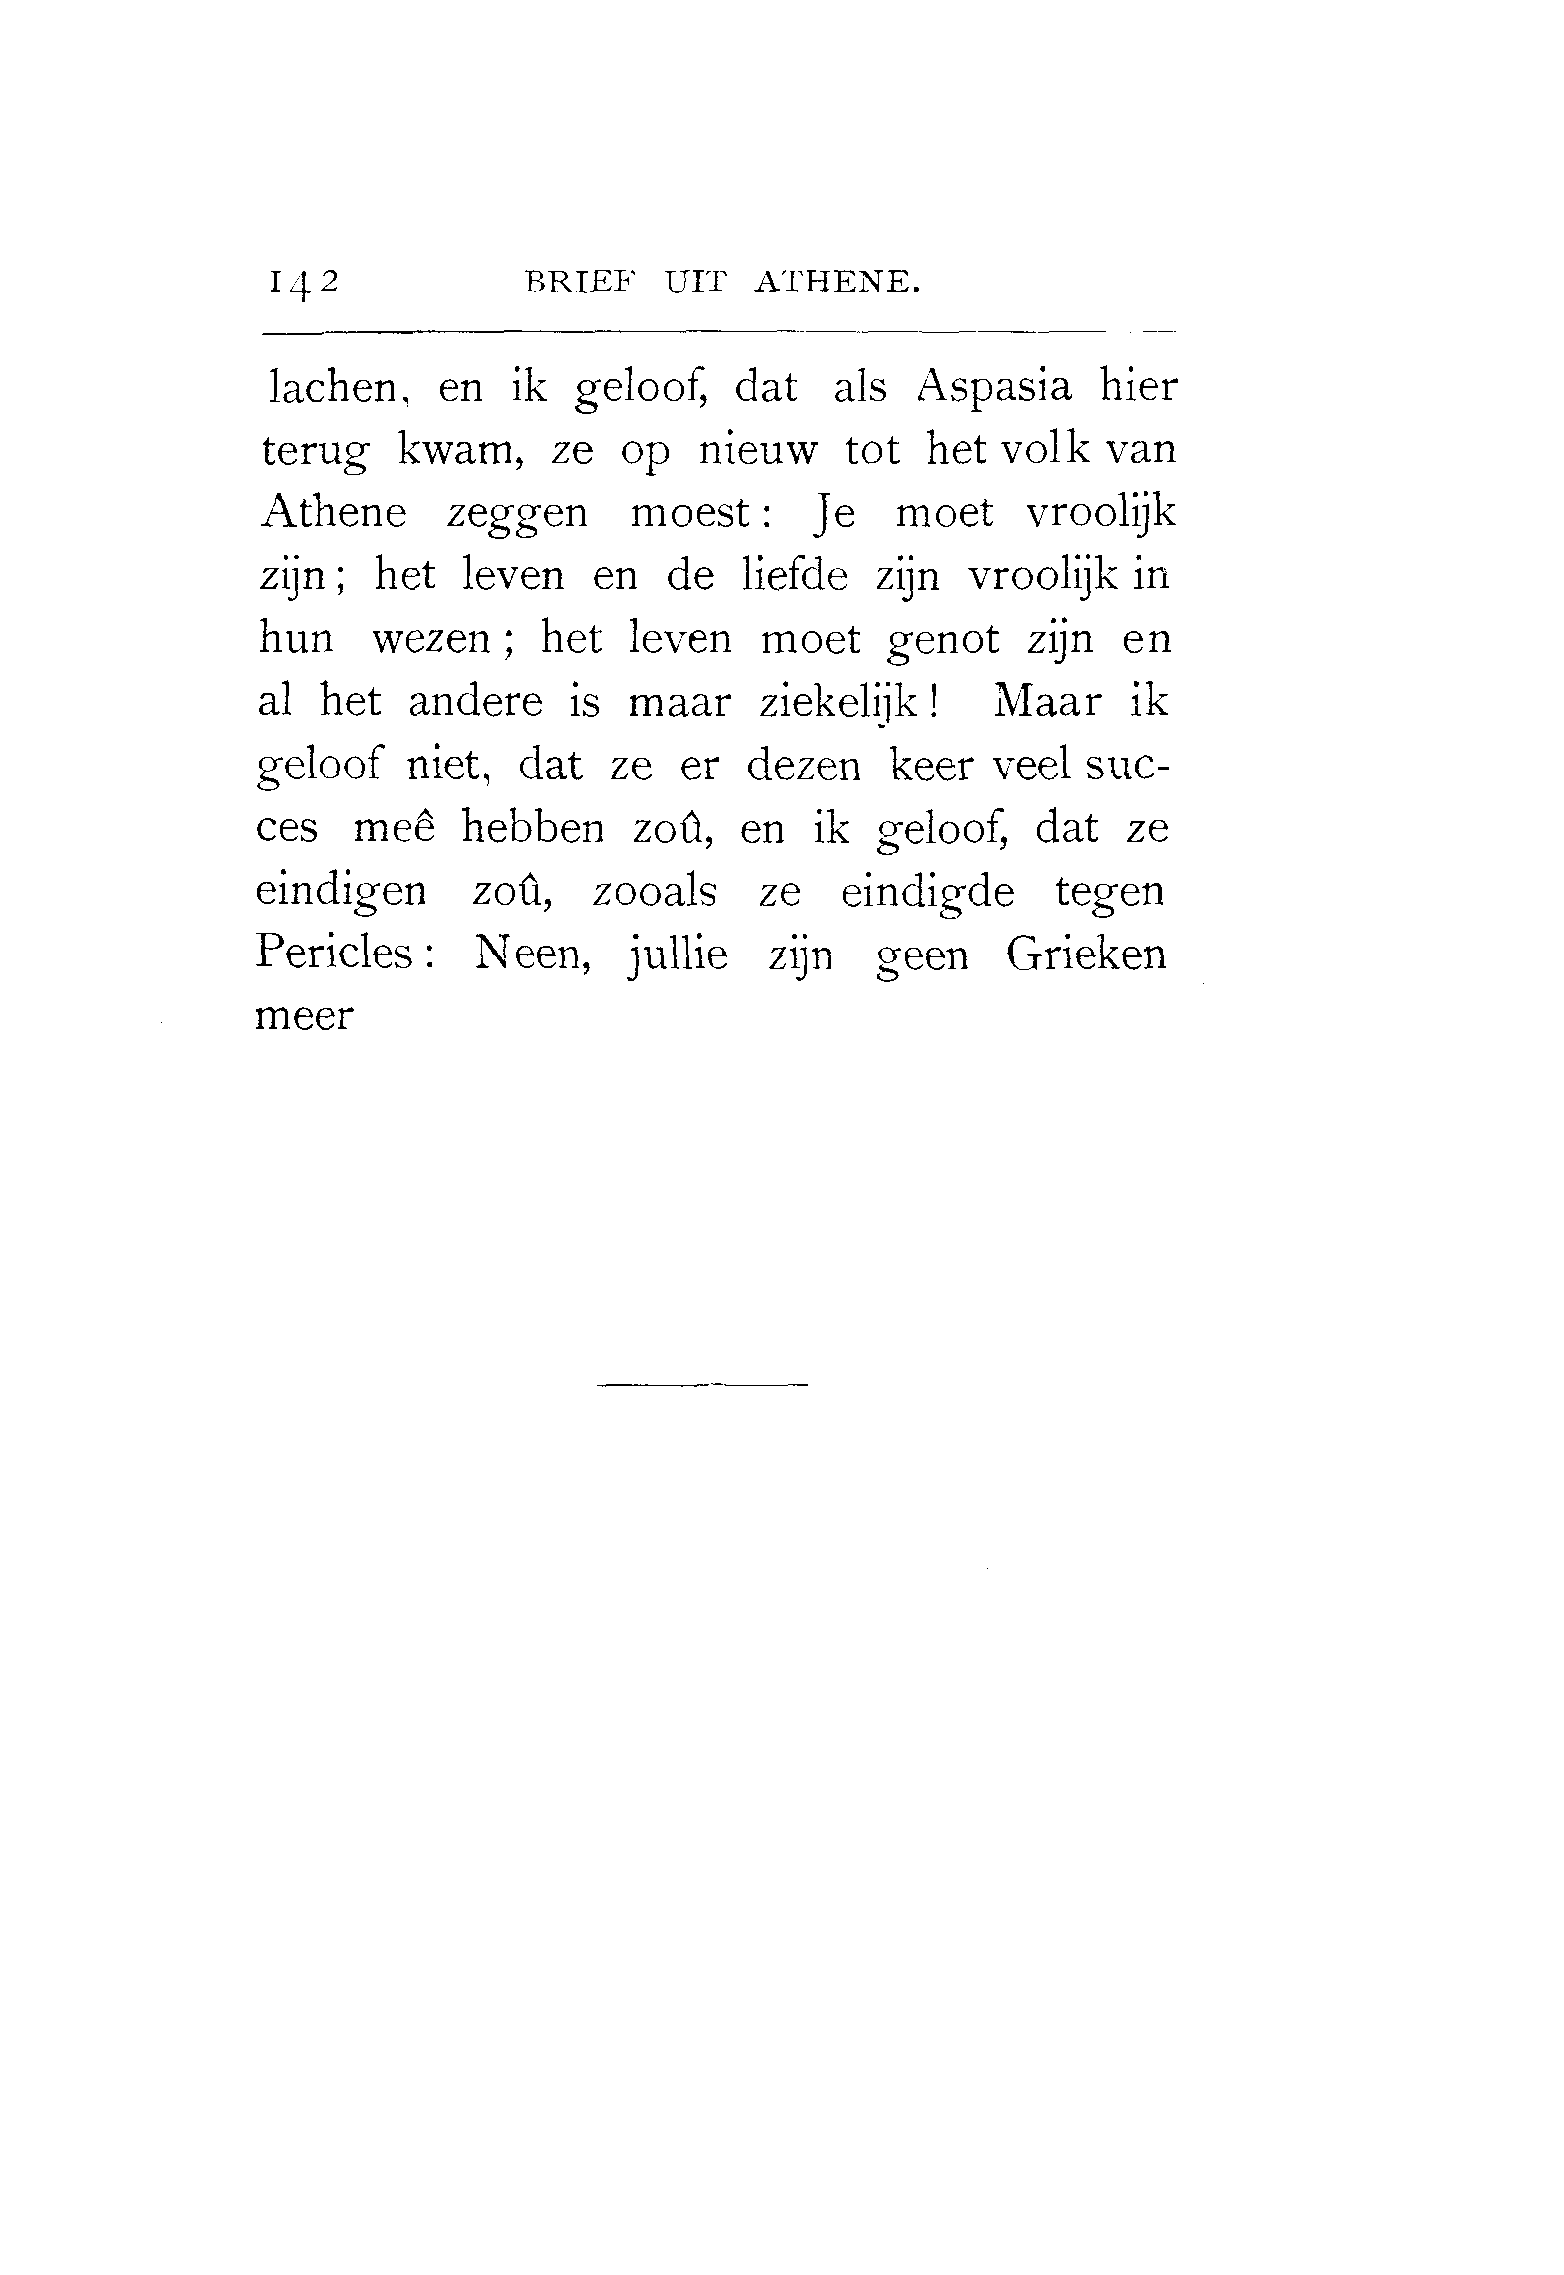 142 BRIEF UIT ATHENE.
lachen, en ik geloof, dat als Aspasia hier
terug kwam, ze op nieuw tot het volk van
Athene zeggen moest: Je moet vroolijk
zijn; het leven en de liefde zijn vroolijk in
hun wezen; het leven moet genot zijn en
al het andere is maar ziekelijk! Maar ik
geloof niet, dat ze er dezen keer veel suc-
ces meê hebben zoû, en ik geloof, dat ze
eindigen zoû, zooals ze eindigde tegen
Pericles: Neen, jullie zijn geen Grieken
meer